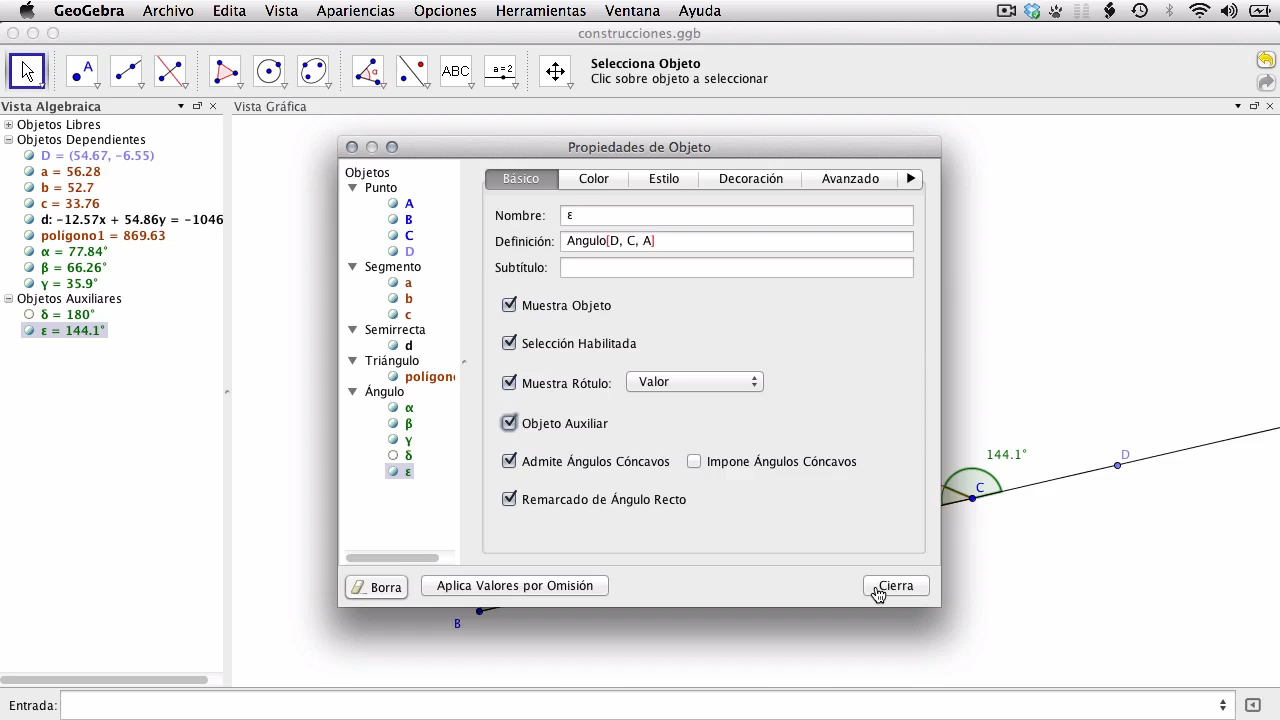 GeoGebra Archivo Edita Vista Apariencias Opciones Herramientas Ventana Ayuda
construcciones.ggb
A
α
ABC
a=2
Selecciona Objeto
Clic sobre objeto a seleccionar
Vista Algebraica
Vista Gráfica
Objetos Libres
Objetos Dependientes
D = (54.67, -6.55)
a = 56.28
b = 52.7
c = 33.76
d: -12.57x + 54.86y = -1046
polígono1 = 869.63
α = 77.84°
β = 66.26°
γ = 35.9°
Objetos Auxiliares
δ = 180°
ε = 144.1°
Propiedades de Objeto
Objetos
Punto
A
B
C
D
Segmento
a
b
c
Semirrecta
d
Triángulo
polígono
Ángulo
α
β
γ
δ
ε
Básico Color Estilo Decoración Avanzado
Nombre: ε
Definición: Angulo[D, C, A]
Subtítulo:
Muestra Objeto
Selección Habilitada
Muestra Rótulo: Valor
Objeto Auxiliar
Admite Ángulos Cóncavos Impone Ángulos Cóncavos
Remarcado de Ángulo Recto
Borra Aplica Valores por Omisión Cierra
144.1°
D
C
B
Entrada: